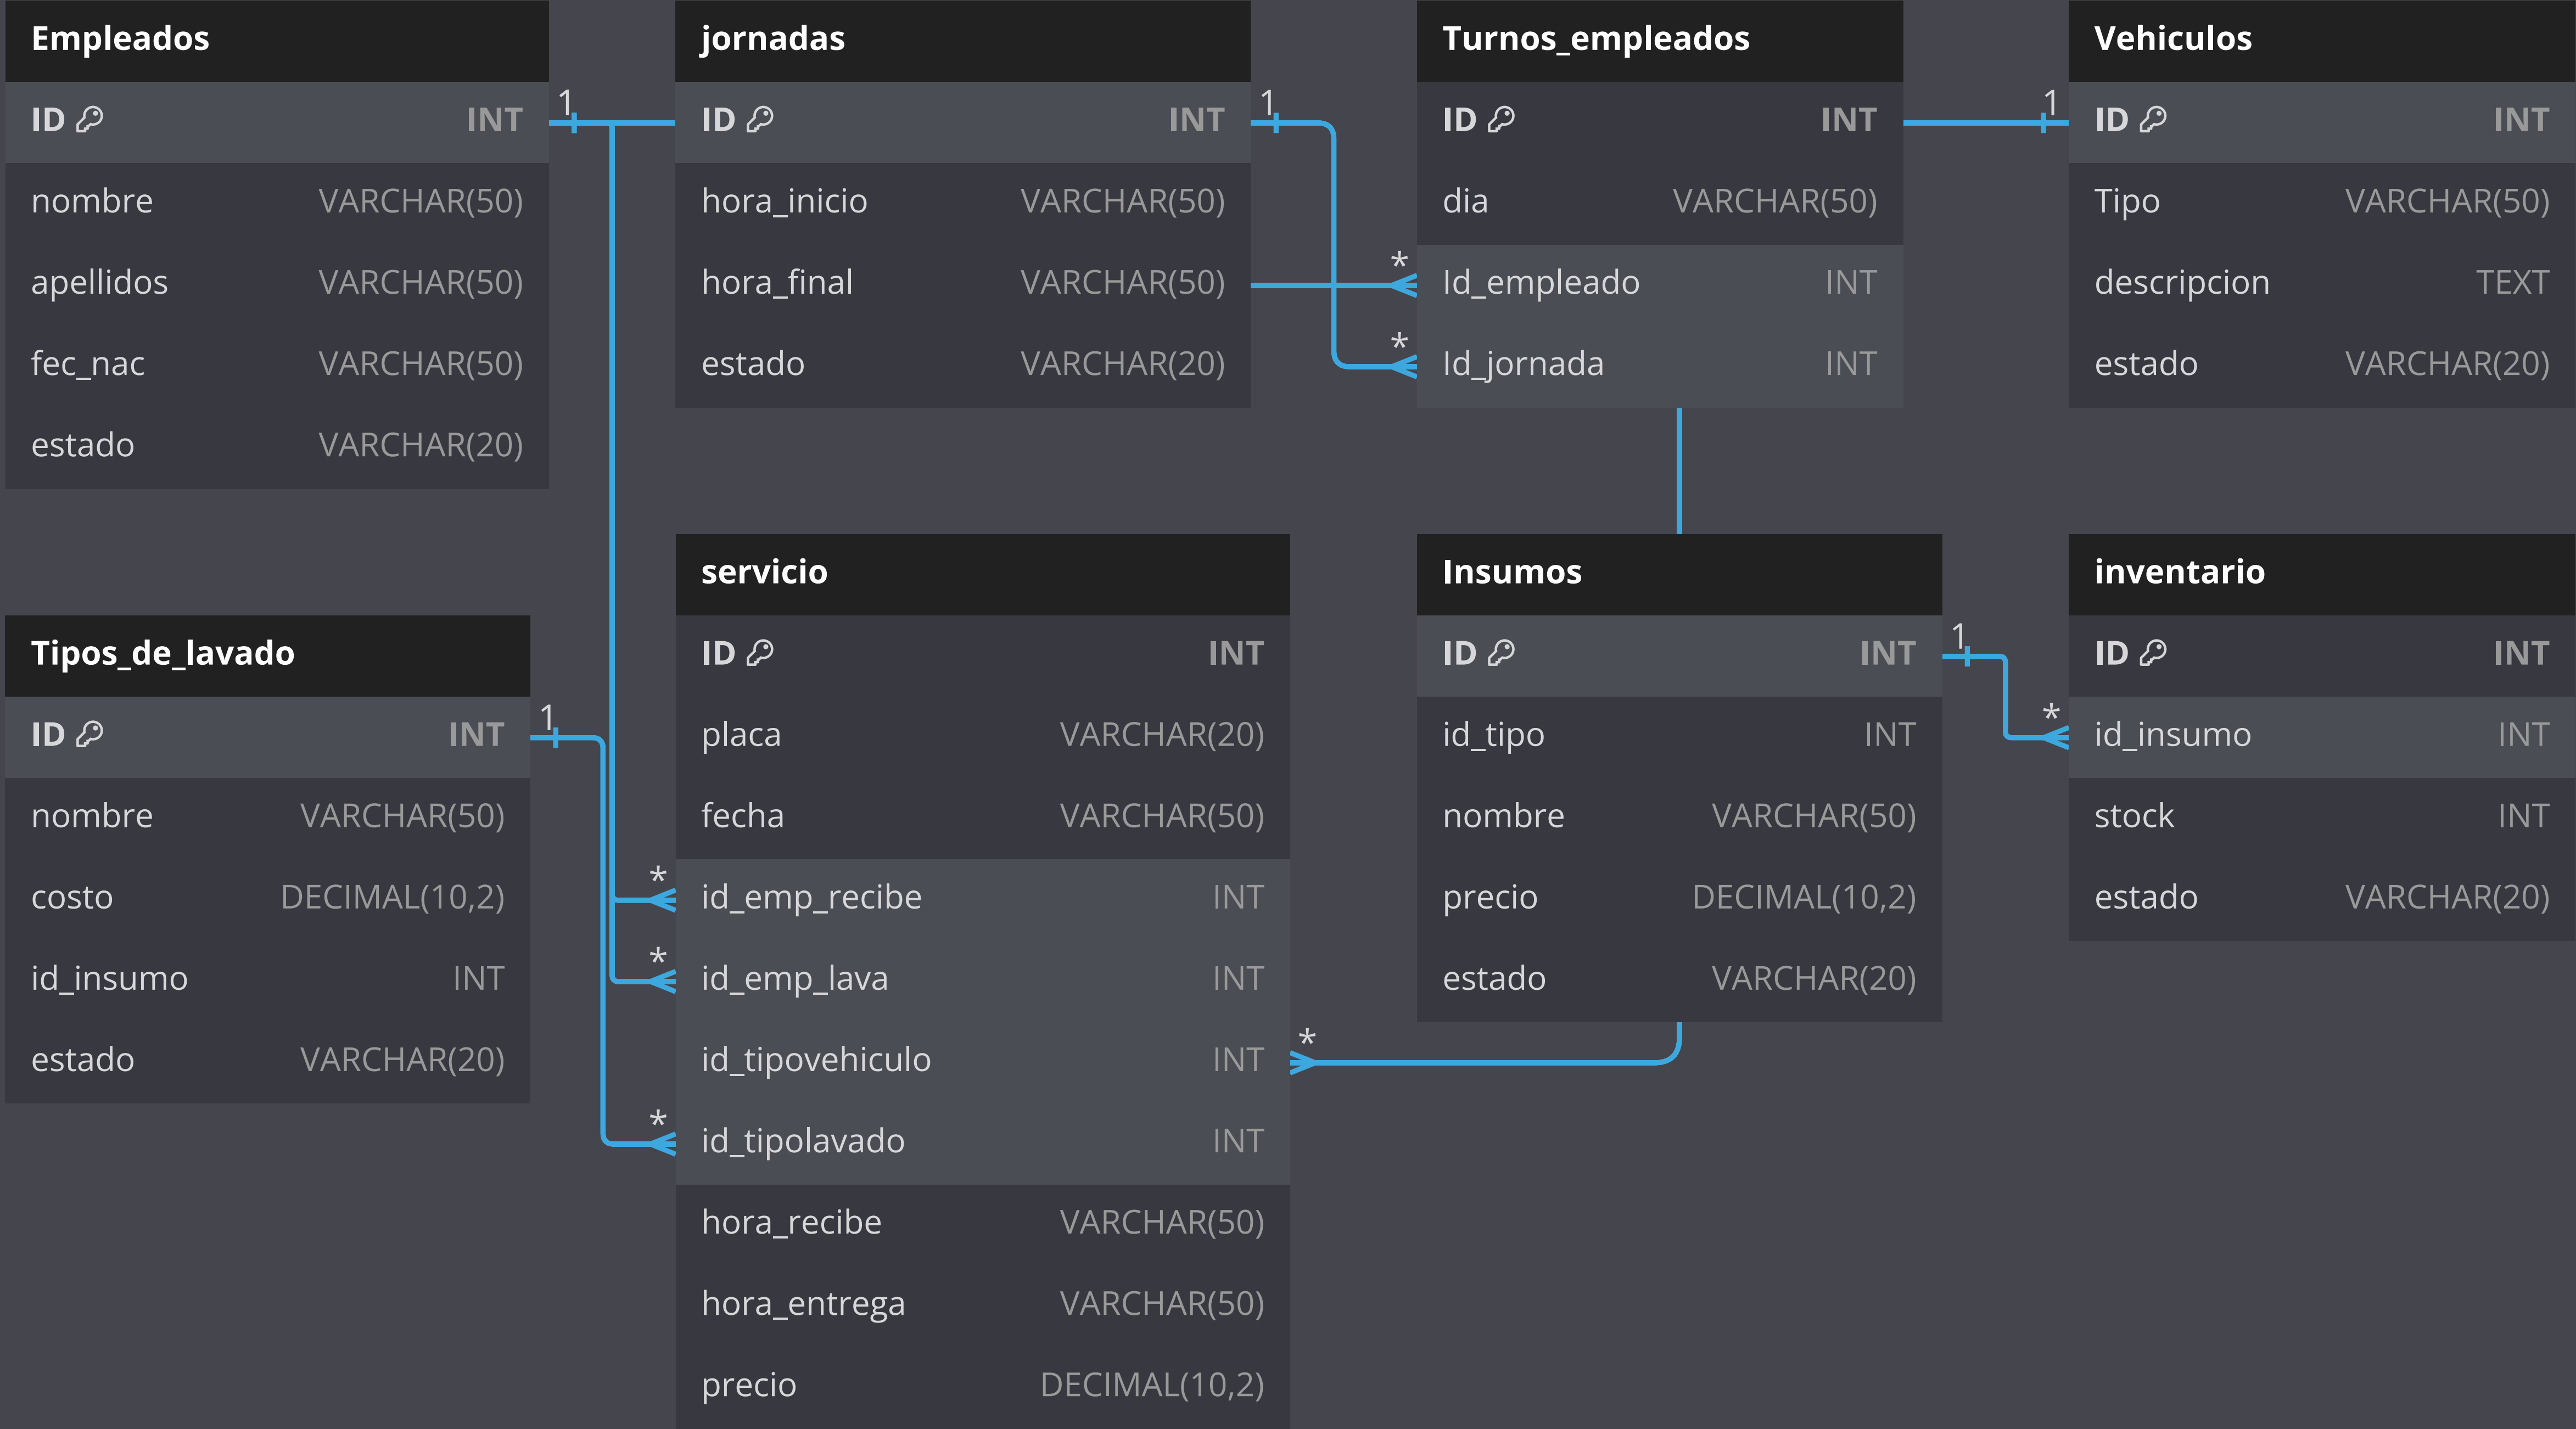 Empleados
ID INT
nombre VARCHAR(50)
apellidos VARCHAR(50)
fec_nac VARCHAR(50)
estado VARCHAR(20)
1
jornadas
ID INT
hora_inicio VARCHAR(50)
hora_final VARCHAR(50)
estado VARCHAR(20)
1
*
*
Turnos_empleados
ID INT
dia VARCHAR(50)
Id_empleado INT
Id_jornada INT
1
Vehiculos
ID INT
Tipo VARCHAR(50)
descripcion TEXT
estado VARCHAR(20)
Tipos_de_lavado
ID INT
nombre VARCHAR(50)
costo DECIMAL(10,2)
id_insumo INT
estado VARCHAR(20)
1
*
*
*
servicio
ID INT
placa VARCHAR(20)
fecha VARCHAR(50)
id_emp_recibe INT
id_emp_lava INT
id_tipovehiculo INT
id_tipolavado INT
hora_recibe VARCHAR(50)
hora_entrega VARCHAR(50)
precio DECIMAL(10,2)
*
Insumos
ID INT
id_tipo INT
nombre VARCHAR(50)
precio DECIMAL(10,2)
estado VARCHAR(20)
1
*
inventario
ID INT
id_insumo INT
stock INT
estado VARCHAR(20)